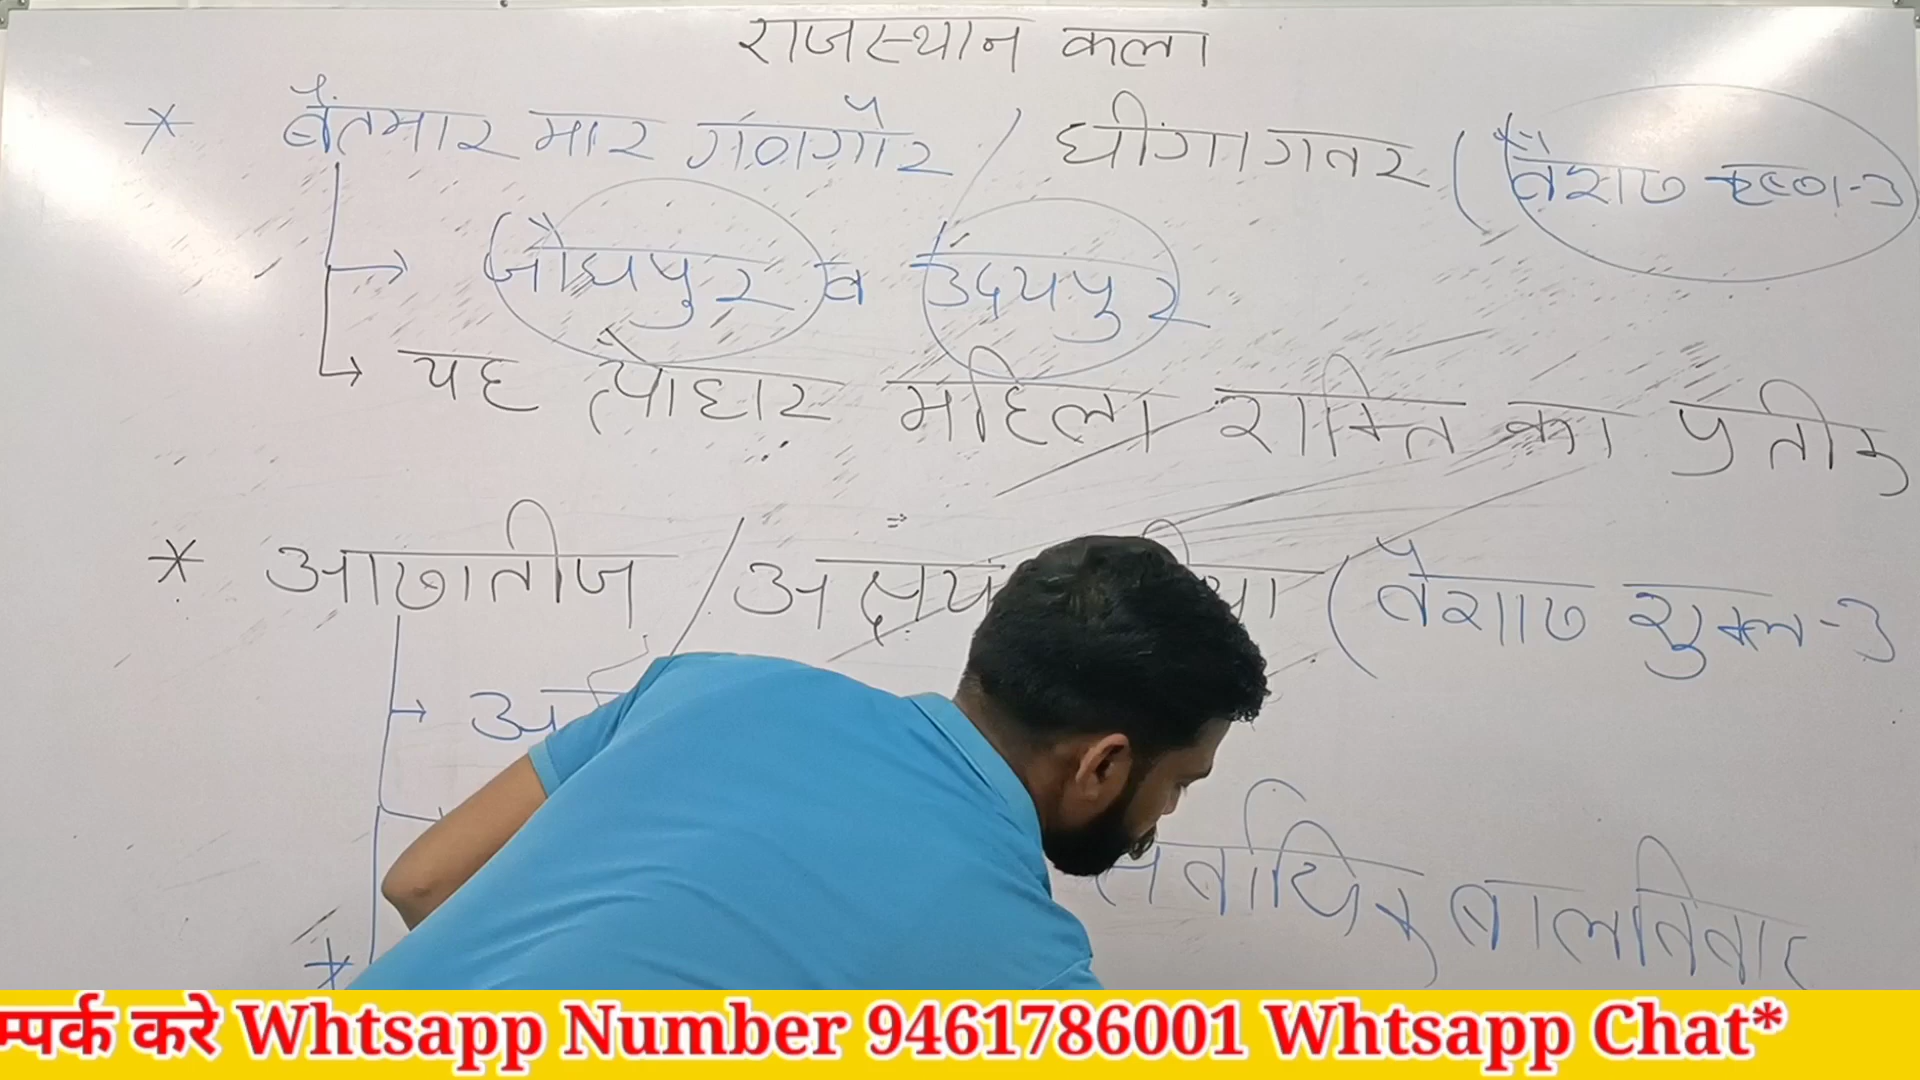 राजस्थान कला
* बैंतमार मार गणगौर / धींगा गवर (वैशाख कृष्ण-3
→ जोधपुर व उदयपुर
→ यह त्यौहार महिला शक्ति का प्रतीक
* आखातीज / अक्षय (वैशाख शुक्ल-3
→
सर्वाधिक बालविवाह
*
म्पर्क करे Whtsapp Number 9461786001 Whtsapp Chat*